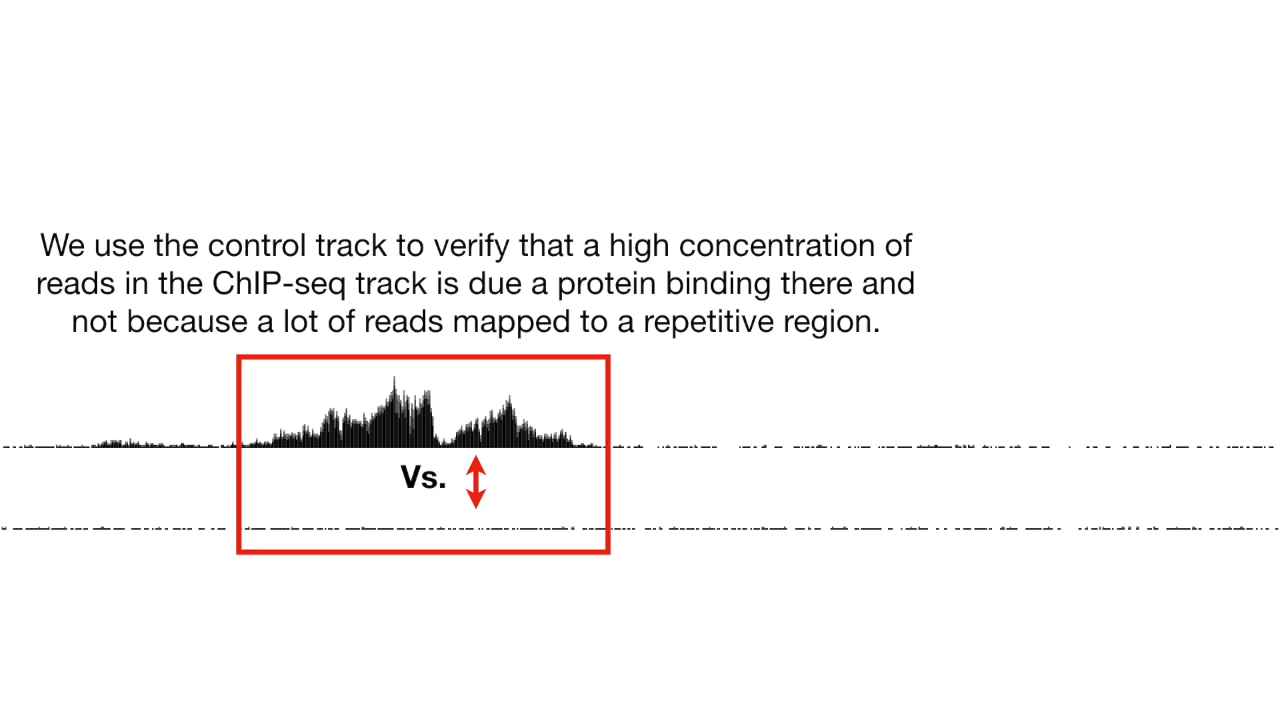 We use the control track to verify that a high concentration of
reads in the ChIP-seq track is due a protein binding there and
not because a lot of reads mapped to a repetitive region.
Vs.